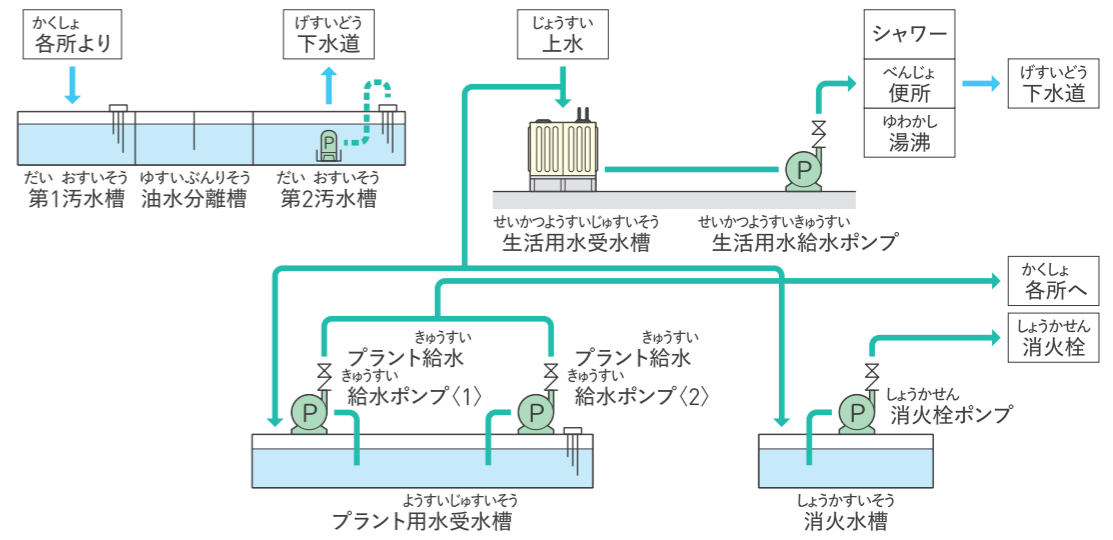 かくしょ
各所より
げすいどう
下水道
じょうすい
上水
シャワー
べんじょ
便所
ゆわかし
湯沸
げすいどう
下水道
P
P
だい おすいそう
第1汚水槽
ゆすいぶんりそう
油水分離槽
だい おすいそう
第2汚水槽
せいかつようすいじゅすいそう
生活用水受水槽
せいかつようすいきゅうすい
生活用水給水ポンプ
かくしょ
各所へ
しょうかせん
消火栓
きゅうすい
プラント給水
きゅうすい
給水ポンプ〈1〉
P
きゅうすい
プラント給水
きゅうすい
給水ポンプ〈2〉
P
しょうかせん
消火栓ポンプ
P
ようすいじゅすいそう
プラント用水受水槽
しょうかすいそう
消火水槽